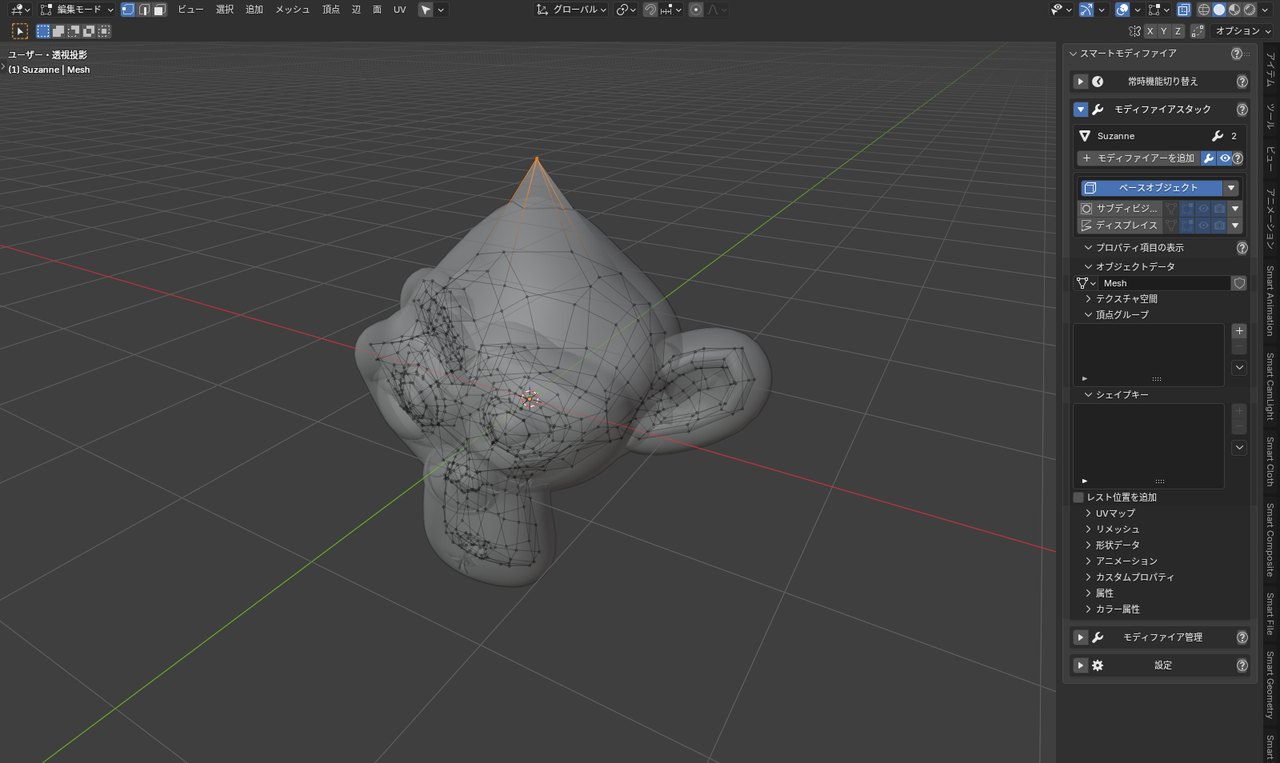 編集モード ビュー 選択 追加 メッシュ 頂点 辺 面 UV グローバル
X Y Z オプション
ユーザー・透視投影
(1) Suzanne | Mesh
スマートモディファイア
常時機能切り替え
モディファイアスタック
Suzanne 2
モディファイアーを追加
ベースオブジェクト
サブディビジ...
ディスプレイス
プロパティ項目の表示
オブジェクトデータ
Mesh
テクスチャ空間
頂点グループ
シェイプキー
レスト位置を追加
UVマップ
リメッシュ
形状データ
アニメーション
カスタムプロパティ
属性
カラー属性
モディファイア管理
設定
アイテム
ツール
ビュー
アニメーション
Smart Animation
Smart CamLight
Smart Cloth
Smart Composite
Smart File
Smart Geometry
Smart